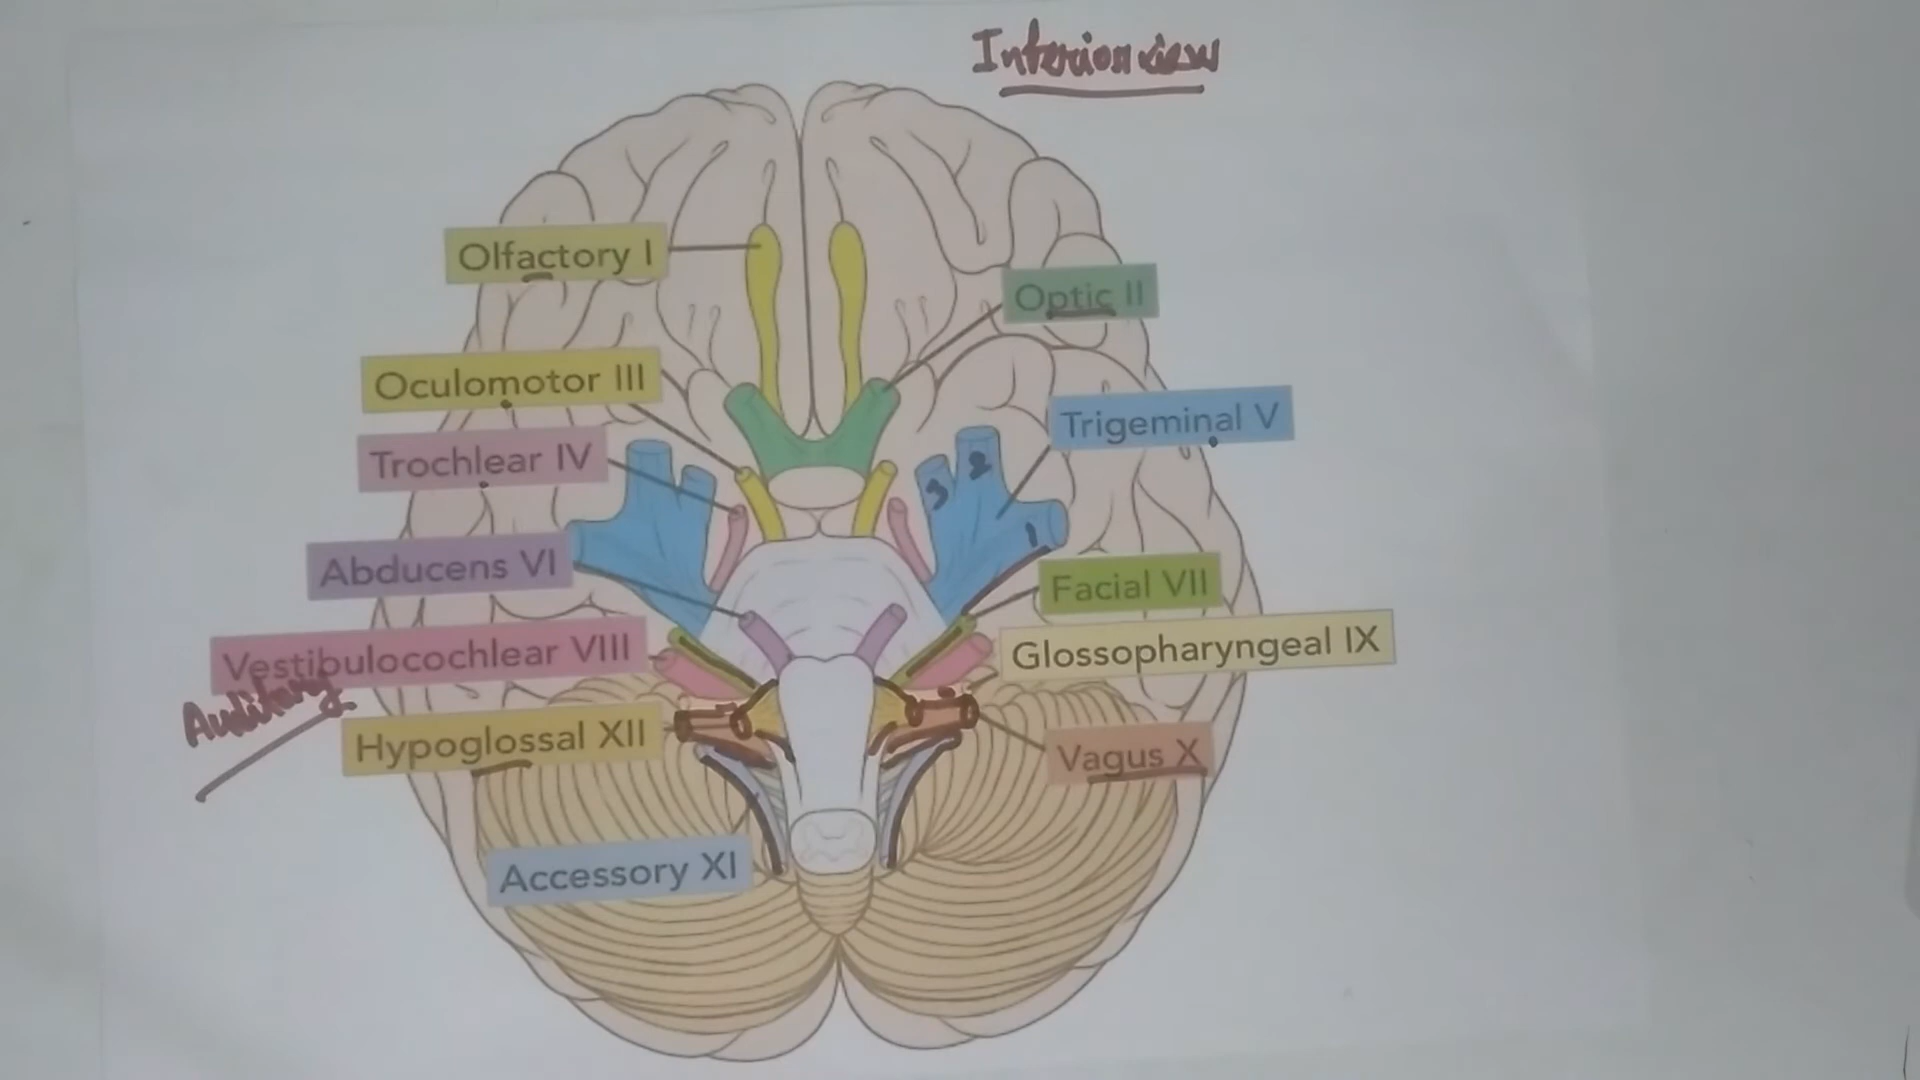 Interior view
Olfactory I
Optic II
Oculomotor III
Trigeminal V
Trochlear IV
3
2
1
Abducens VI
Facial VII
Vestibulocochlear VIII
Glossopharyngeal IX
Auditory
Hypoglossal XII
Vagus X
Accessory XI